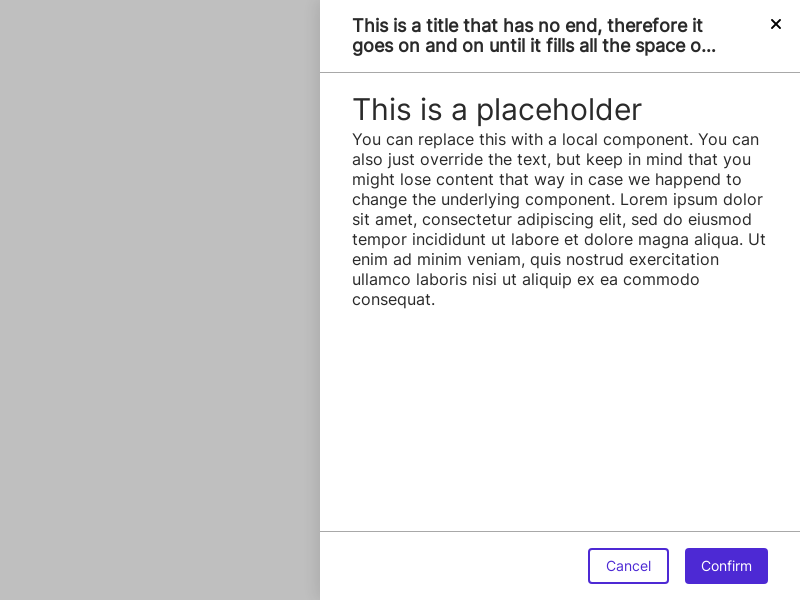 This is a title that has no end, therefore it
goes on and on until it fills all the space o...
This is a placeholder
You can replace this with a local component. You can
also just override the text, but keep in mind that you
might lose content that way in case we happend to
change the underlying component. Lorem ipsum dolor
sit amet, consectetur adipiscing elit, sed do eiusmod
tempor incididunt ut labore et dolore magna aliqua. Ut
enim ad minim veniam, quis nostrud exercitation
ullamco laboris nisi ut aliquip ex ea commodo
consequat.
Cancel
Confirm